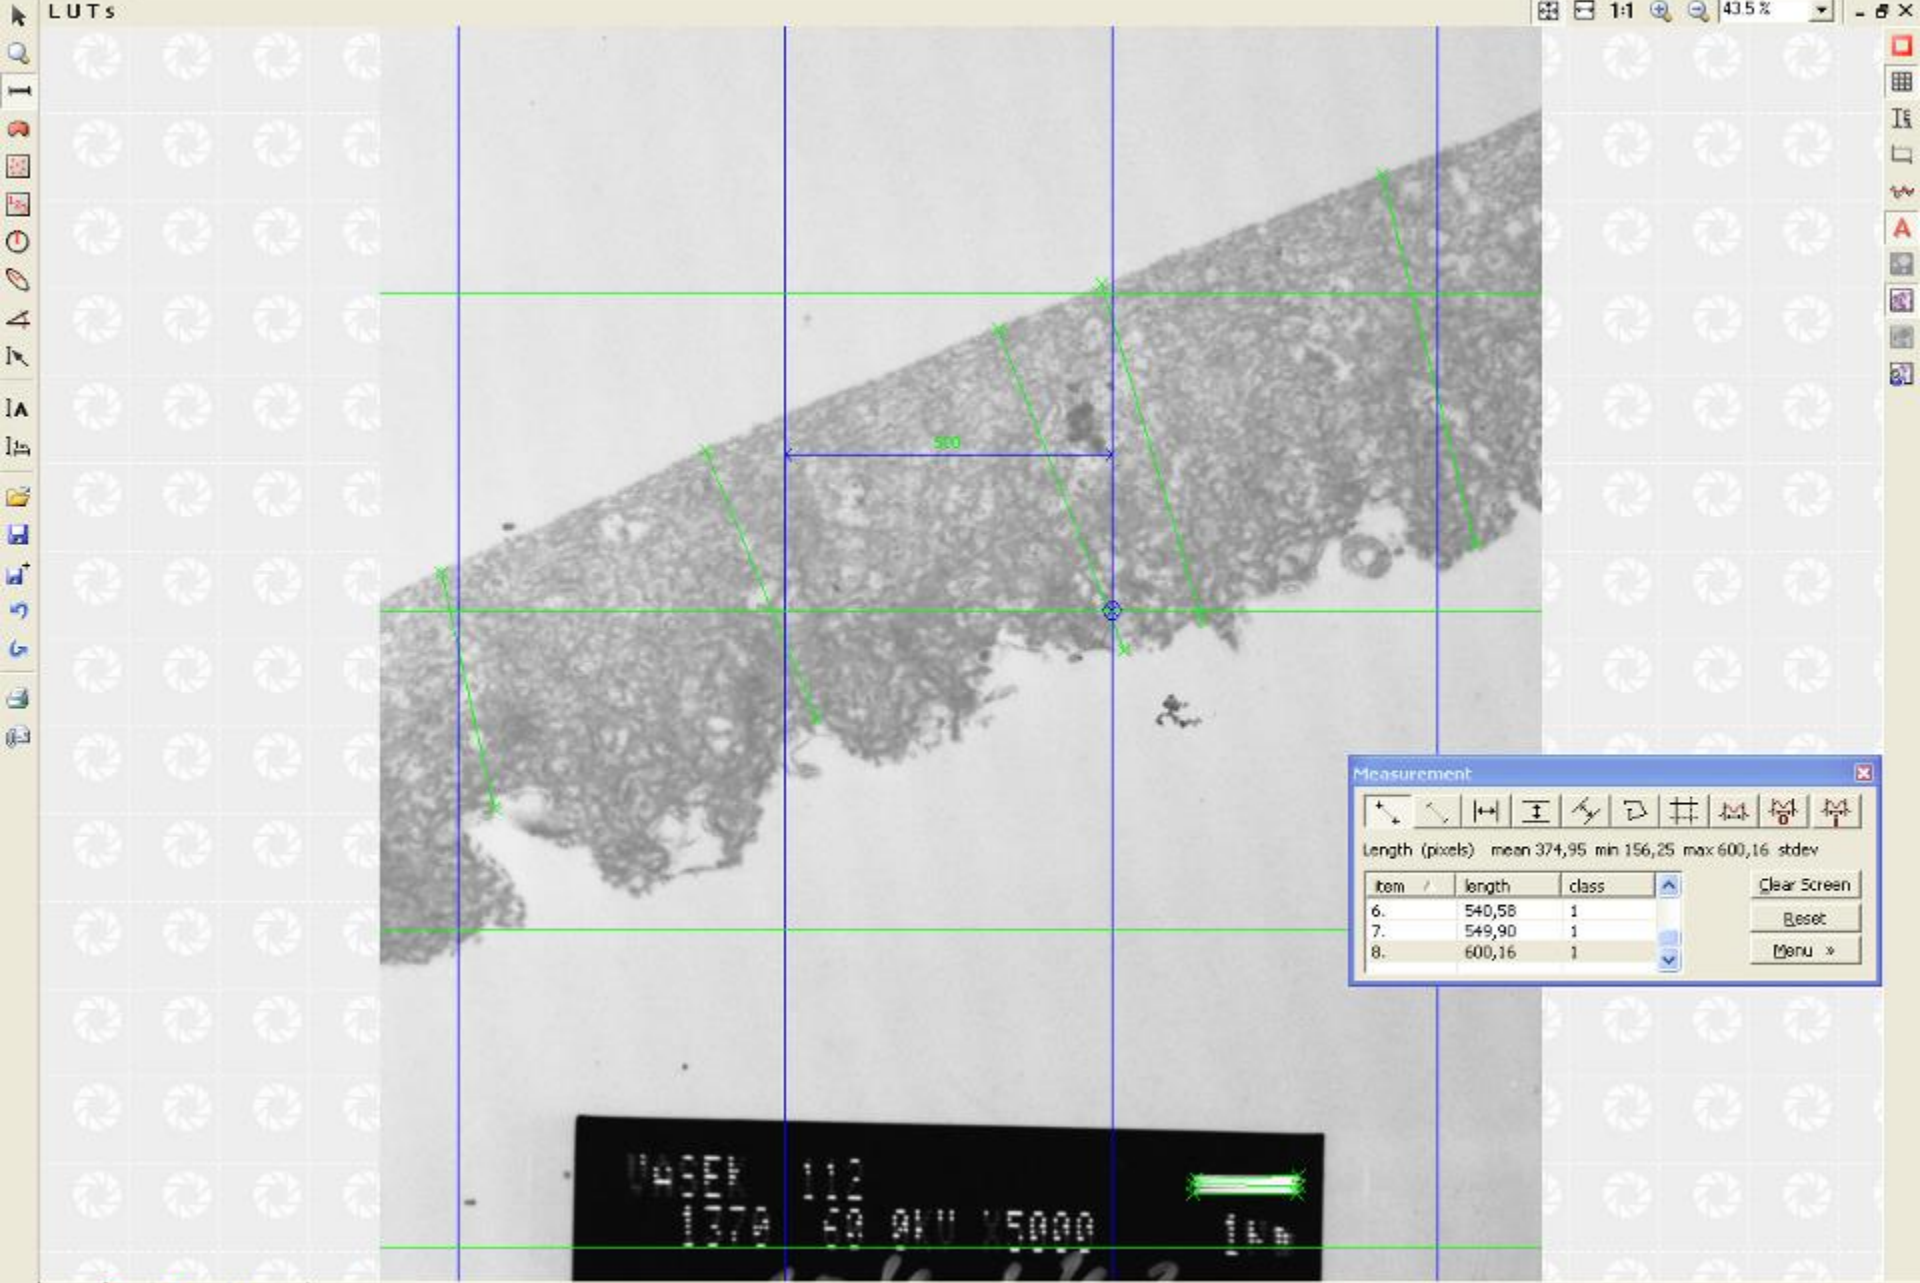 LUTs
1:1
43.5 %
500
Measurement
Length (pixels) mean 374,95 min 156,25 max 600,16 stdev
item length class
6. 540,58 1
7. 549,90 1
8. 600,16 1
Clear Screen
Reset
Menu »
VASEK 112
1370 60 0KV X5000